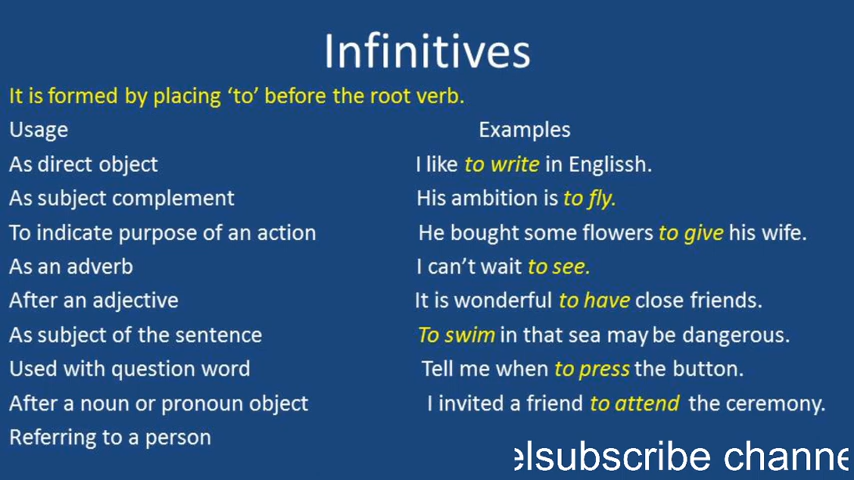 Infinitives
It is formed by placing ‘to’ before the root verb.
Usage Examples
As direct object I like to write in Englissh.
As subject complement His ambition is to fly.
To indicate purpose of an action He bought some flowers to give his wife.
As an adverb I can’t wait to see.
After an adjective It is wonderful to have close friends.
As subject of the sentence To swim in that sea may be dangerous.
Used with question word Tell me when to press the button.
After a noun or pronoun object I invited a friend to attend the ceremony.
Referring to a person
elsubscribe channe